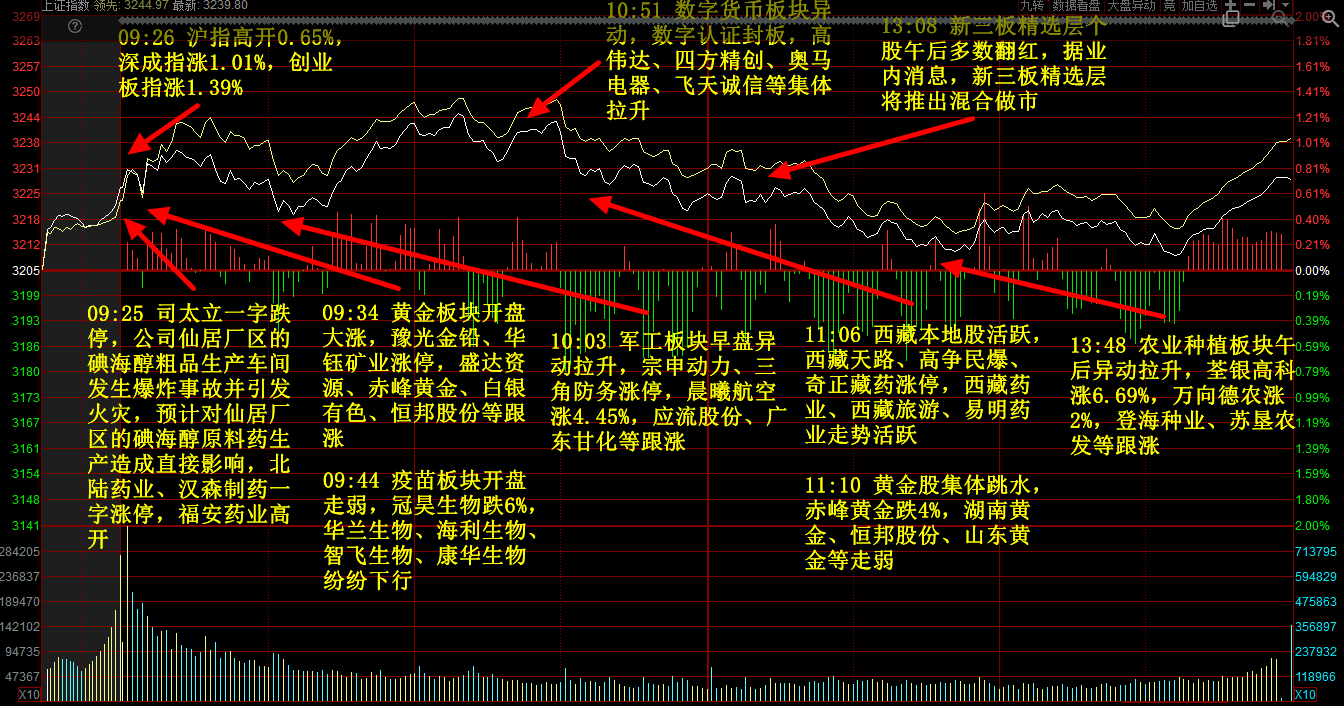 上证指数 领先: 3244.97 最新: 3239.80
九转 数据看盘 大盘异动 竞 加自选
09:26 沪指高开0.65%，
深成指涨1.01%，创业
板指涨1.39%
10:51 数字货币板块异
动，数字认证封板，高
伟达、四方精创、奥马
电器、飞天诚信等集体
拉升
13:08 新三板精选层个
股午后多数翻红，据业
内消息，新三板精选层
将推出混合做市
09:25 司太立一字跌
停，公司仙居厂区的
碘海醇粗品生产车间
发生爆炸事故并引发
火灾，预计对仙居厂
区的碘海醇原料药生
产造成直接影响，北
陆药业、汉森制药一
字涨停，福安药业高
开
09:34 黄金板块开盘
大涨，豫光金铅、华
钰矿业涨停，盛达资
源、赤峰黄金、白银
有色、恒邦股份等跟
涨
09:44 疫苗板块开盘
走弱，冠昊生物跌6%，
华兰生物、海利生物、
智飞生物、康华生物
纷纷下行
10:03 军工板块早盘异
动拉升，宗申动力、三
角防务涨停，晨曦航空
涨4.45%，应流股份、广
东甘化等跟涨
11:06 西藏本地股活跃，
西藏天路、高争民爆、
奇正藏药涨停，西藏药
业、西藏旅游、易明药
业走势活跃
11:10 黄金股集体跳水，
赤峰黄金跌4%，湖南黄
金、恒邦股份、山东黄
金等走弱
13:48 农业种植板块午
后异动拉升，荃银高科
涨6.69%，万向德农涨
2%，登海种业、苏垦农
发等跟涨
3269
3263
3257
3250
3244
3238
3231
3225
3218
3212
3205
3199
3193
3186
3180
3173
3167
3161
3154
3148
3141
284205
236837
189470
142102
94735
47367
X10
2.00%
1.81%
1.61%
1.41%
1.21%
1.01%
0.81%
0.61%
0.40%
0.21%
0.00%
0.19%
0.39%
0.59%
0.79%
0.99%
1.19%
1.39%
1.59%
1.80%
2.00%
713795
594829
475863
356897
237932
118966
X10